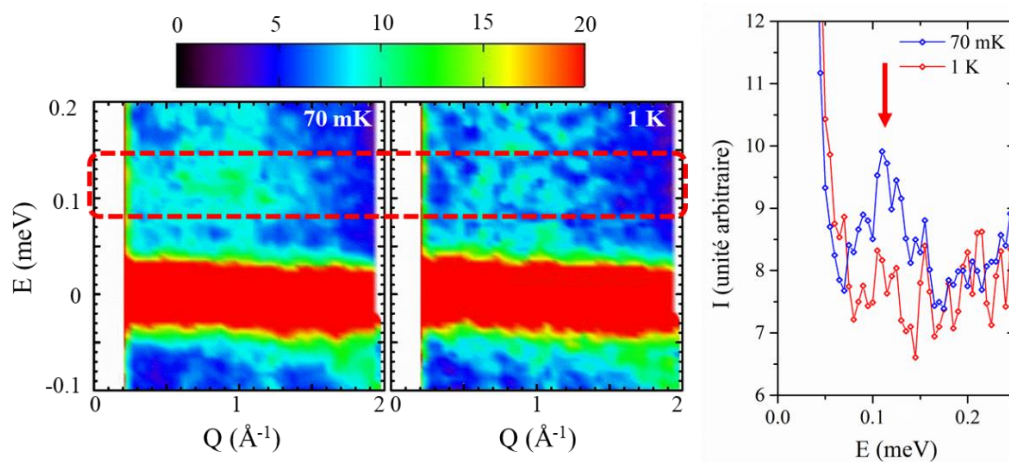 0 5 10 15 20
70 mK 1 K
0.2
0.1
0
-0.1
E (meV)
0 1 2 0 1 2
Q (Å-1) Q (Å-1)
12
11
10
9
8
7
6
I (unité arbitraire)
70 mK
1 K
0.0 0.1 0.2
E (meV)